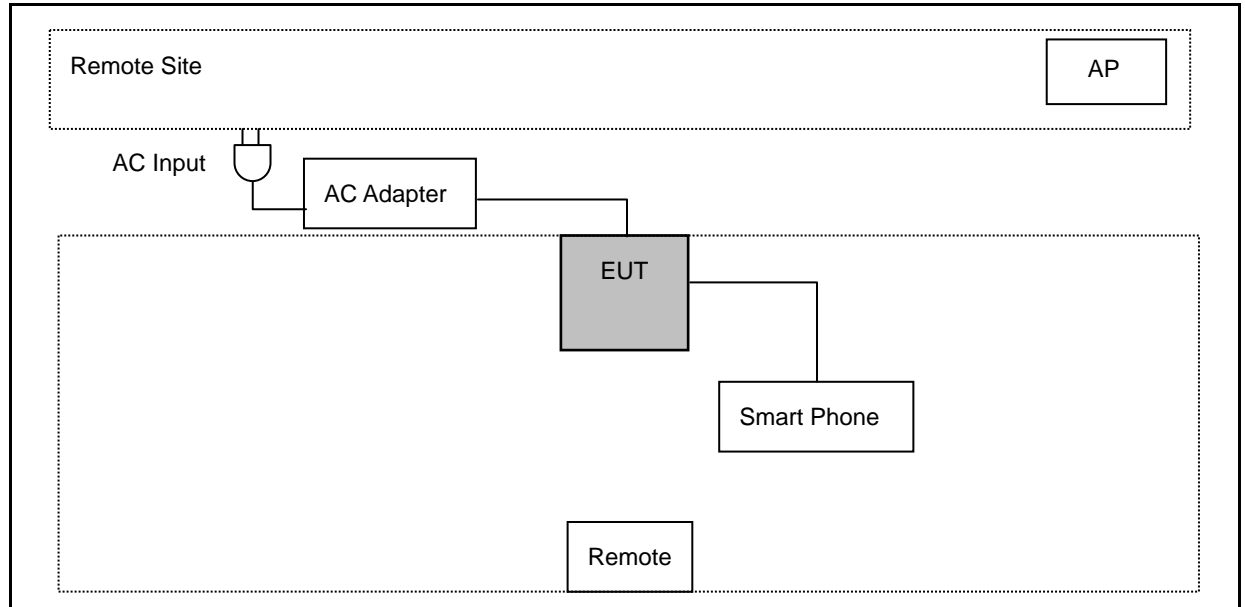 Remote Site
AP
AC Input
AC Adapter
EUT
Smart Phone
Remote